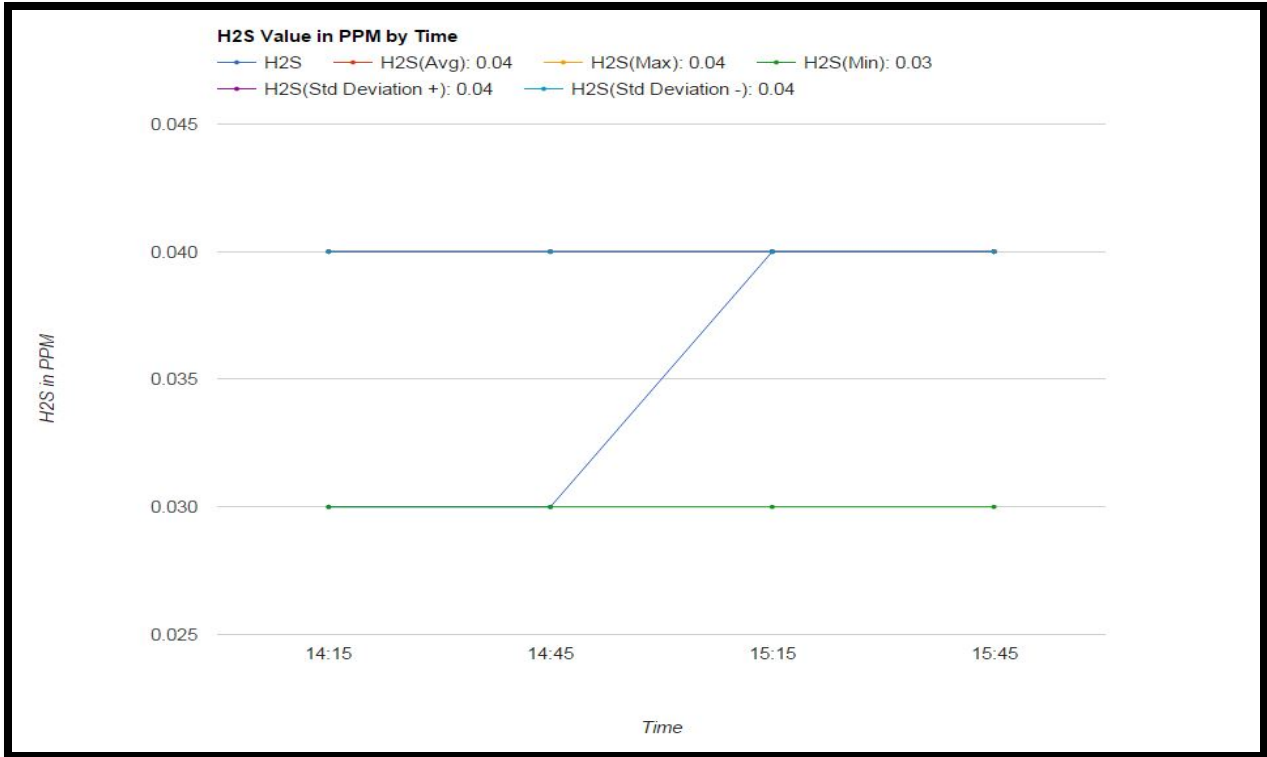 H2S Value in PPM by Time
H2S H2S(Avg): 0.04 H2S(Max): 0.04 H2S(Min): 0.03
H2S(Std Deviation +): 0.04 H2S(Std Deviation -): 0.04
0.045
0.040
0.035
0.030
0.025
H2S in PPM
14:15 14:45 15:15 15:45
Time